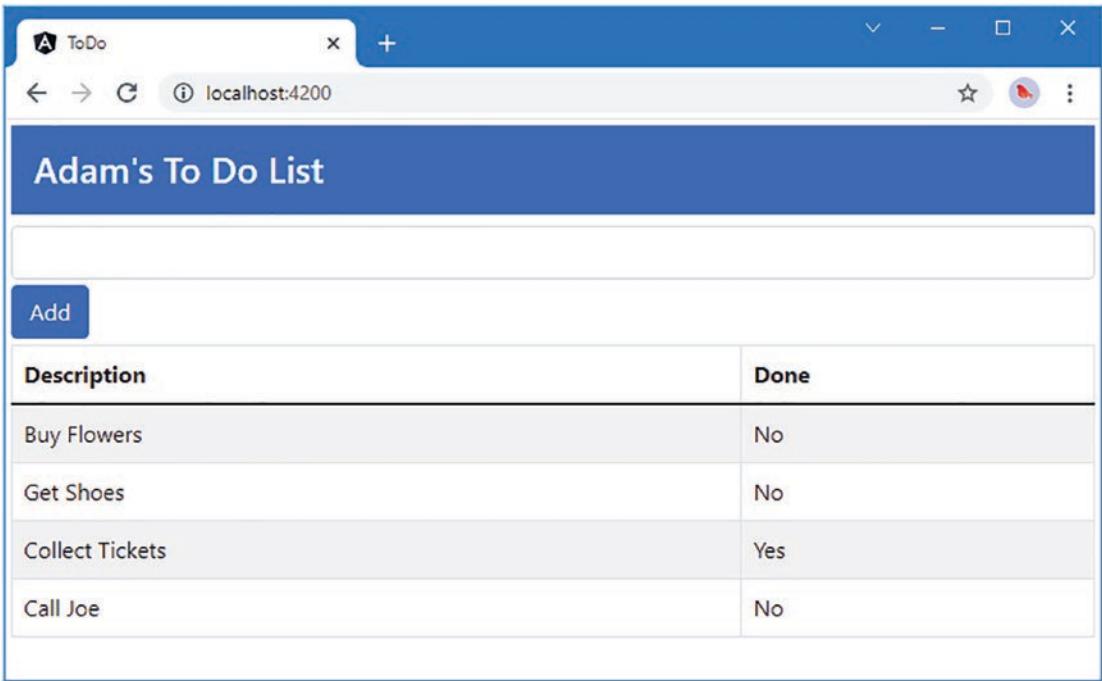 ToDo
localhost:4200
Adam's To Do List
Add
Description Done
Buy Flowers No
Get Shoes No
Collect Tickets Yes
Call Joe No